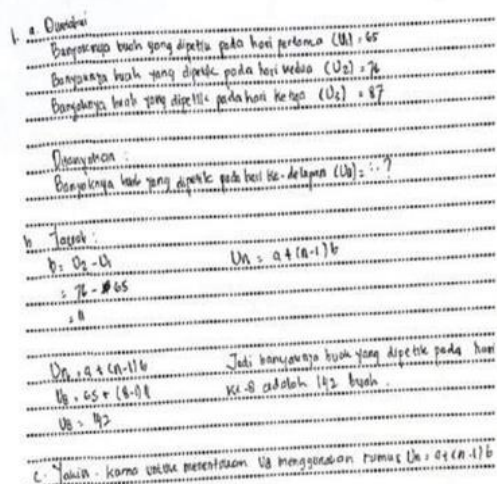 1. a. Diketahui
Banyaknya buah yang dipetik pada hari pertama (U1) = 65
Banyaknya buah yang dipetik pada hari kedua (U2) = 76
Banyaknya buah yang dipetik pada hari ketiga (U3) = 87
Ditanyakan :
Banyaknya buah yang dipetik pada hari ke-delapan (U8) = ...?
b Jawab :
b = U2 - U1
Un = a + (n-1) b
= 76 - 65
= 11
Un = a + (n-1) b
U8 = 65 + (8-1) 11
U8 = 142
Jadi banyaknya buah yang dipetik pada hari
ke-8 adalah 142 buah.
c. Yakin - karna untuk menentukan U8 menggunakan rumus Un = a + (n-1) b